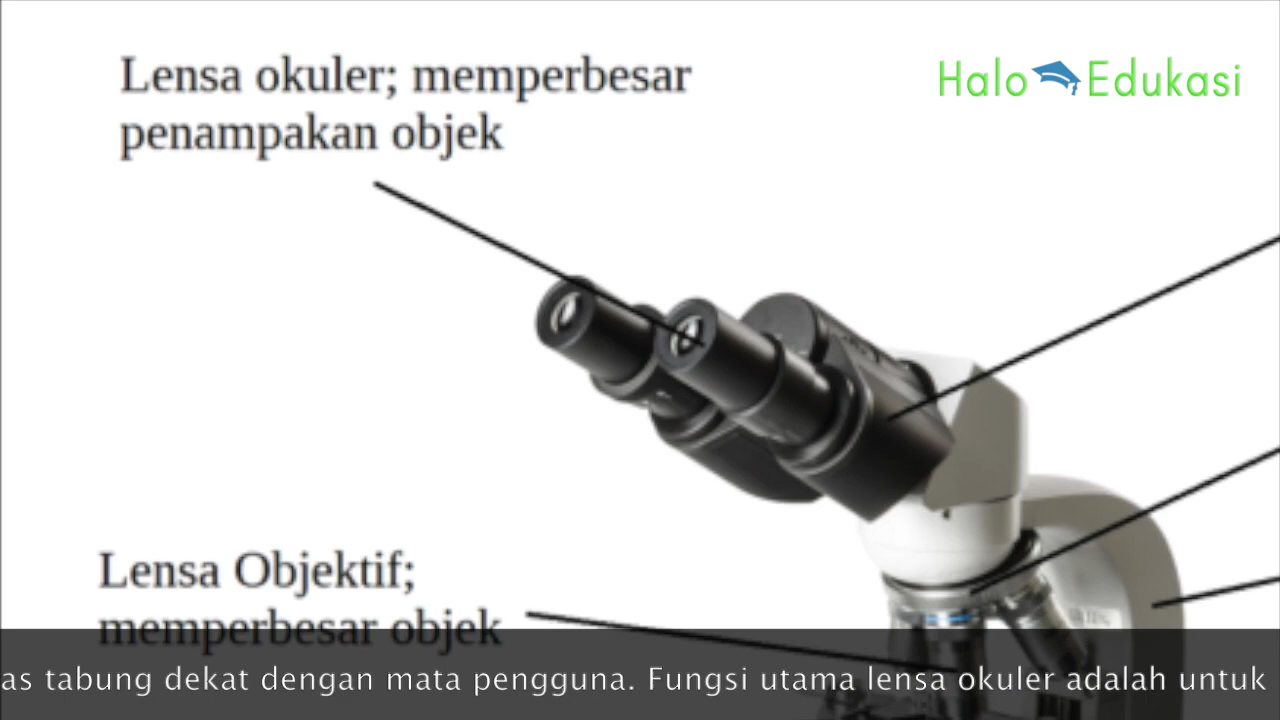 Lensa okuler; memperbesar
penampakan objek
Halo Edukasi
Lensa Objektif;
memperbesar objek
as tabung dekat dengan mata pengguna. Fungsi utama lensa okuler adalah untuk